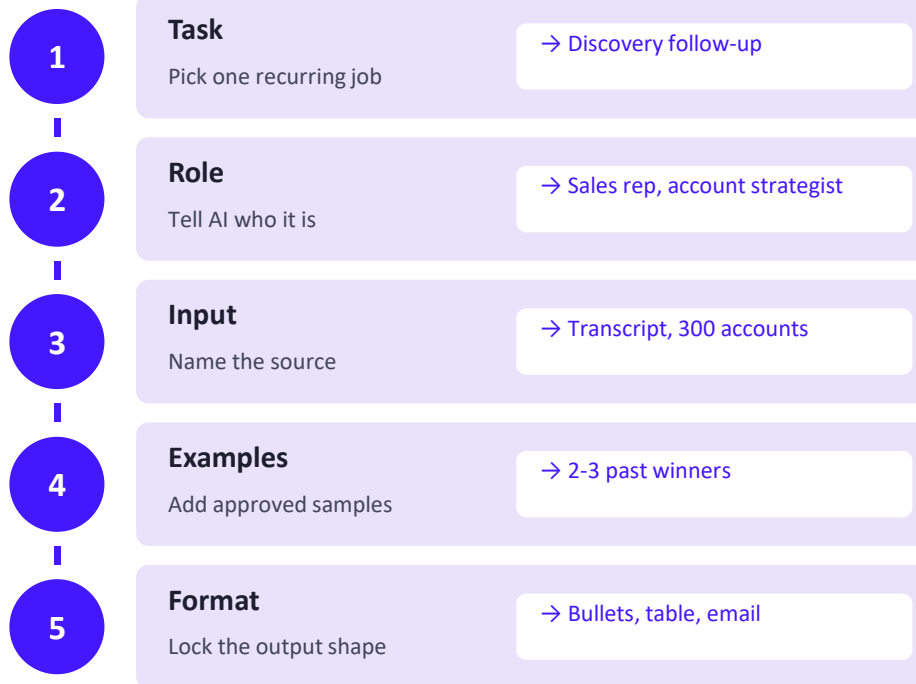 1
Task
Pick one recurring job
→ Discovery follow-up
2
Role
Tell AI who it is
→ Sales rep, account strategist
3
Input
Name the source
→ Transcript, 300 accounts
4
Examples
Add approved samples
→ 2-3 past winners
5
Format
Lock the output shape
→ Bullets, table, email